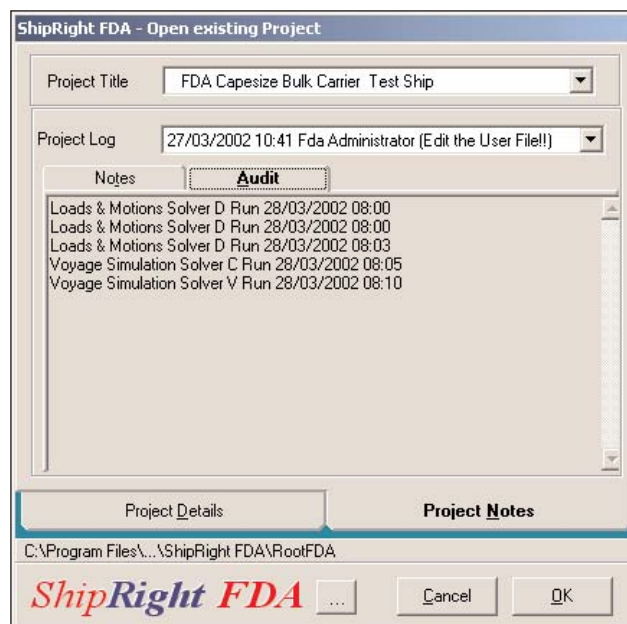 ShipRight FDA - Open existing Project
Project Title FDA Capesize Bulk Carrier Test Ship
Project Log 27/03/2002 10:41 Fda Administrator (Edit the User File!!)
Notes Audit
Loads & Motions Solver D Run 28/03/2002 08:00
Loads & Motions Solver D Run 28/03/2002 08:00
Loads & Motions Solver D Run 28/03/2002 08:03
Voyage Simulation Solver C Run 28/03/2002 08:05
Voyage Simulation Solver V Run 28/03/2002 08:10
Project Details Project Notes
C:\Program Files\...\ShipRight FDA\RootFDA
ShipRight FDA ... Cancel OK